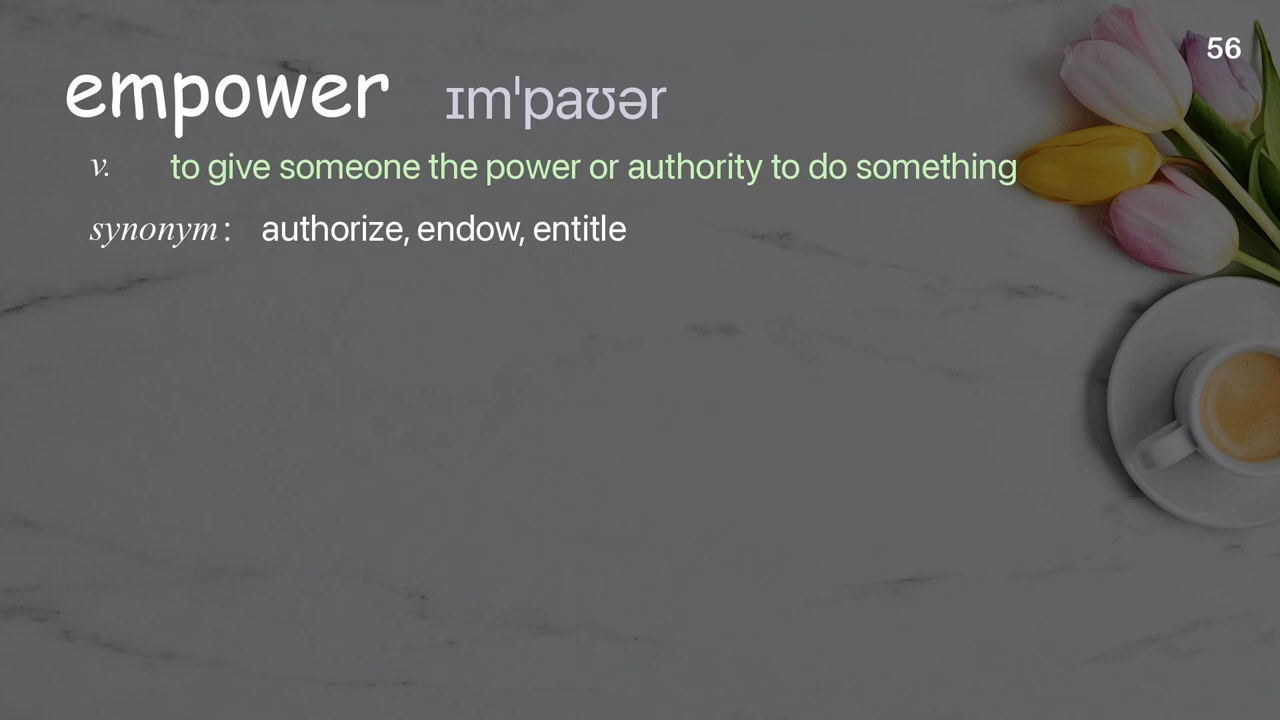 56
empower ɪmˈpaʊər
v. to give someone the power or authority to do something
synonym : authorize, endow, entitle